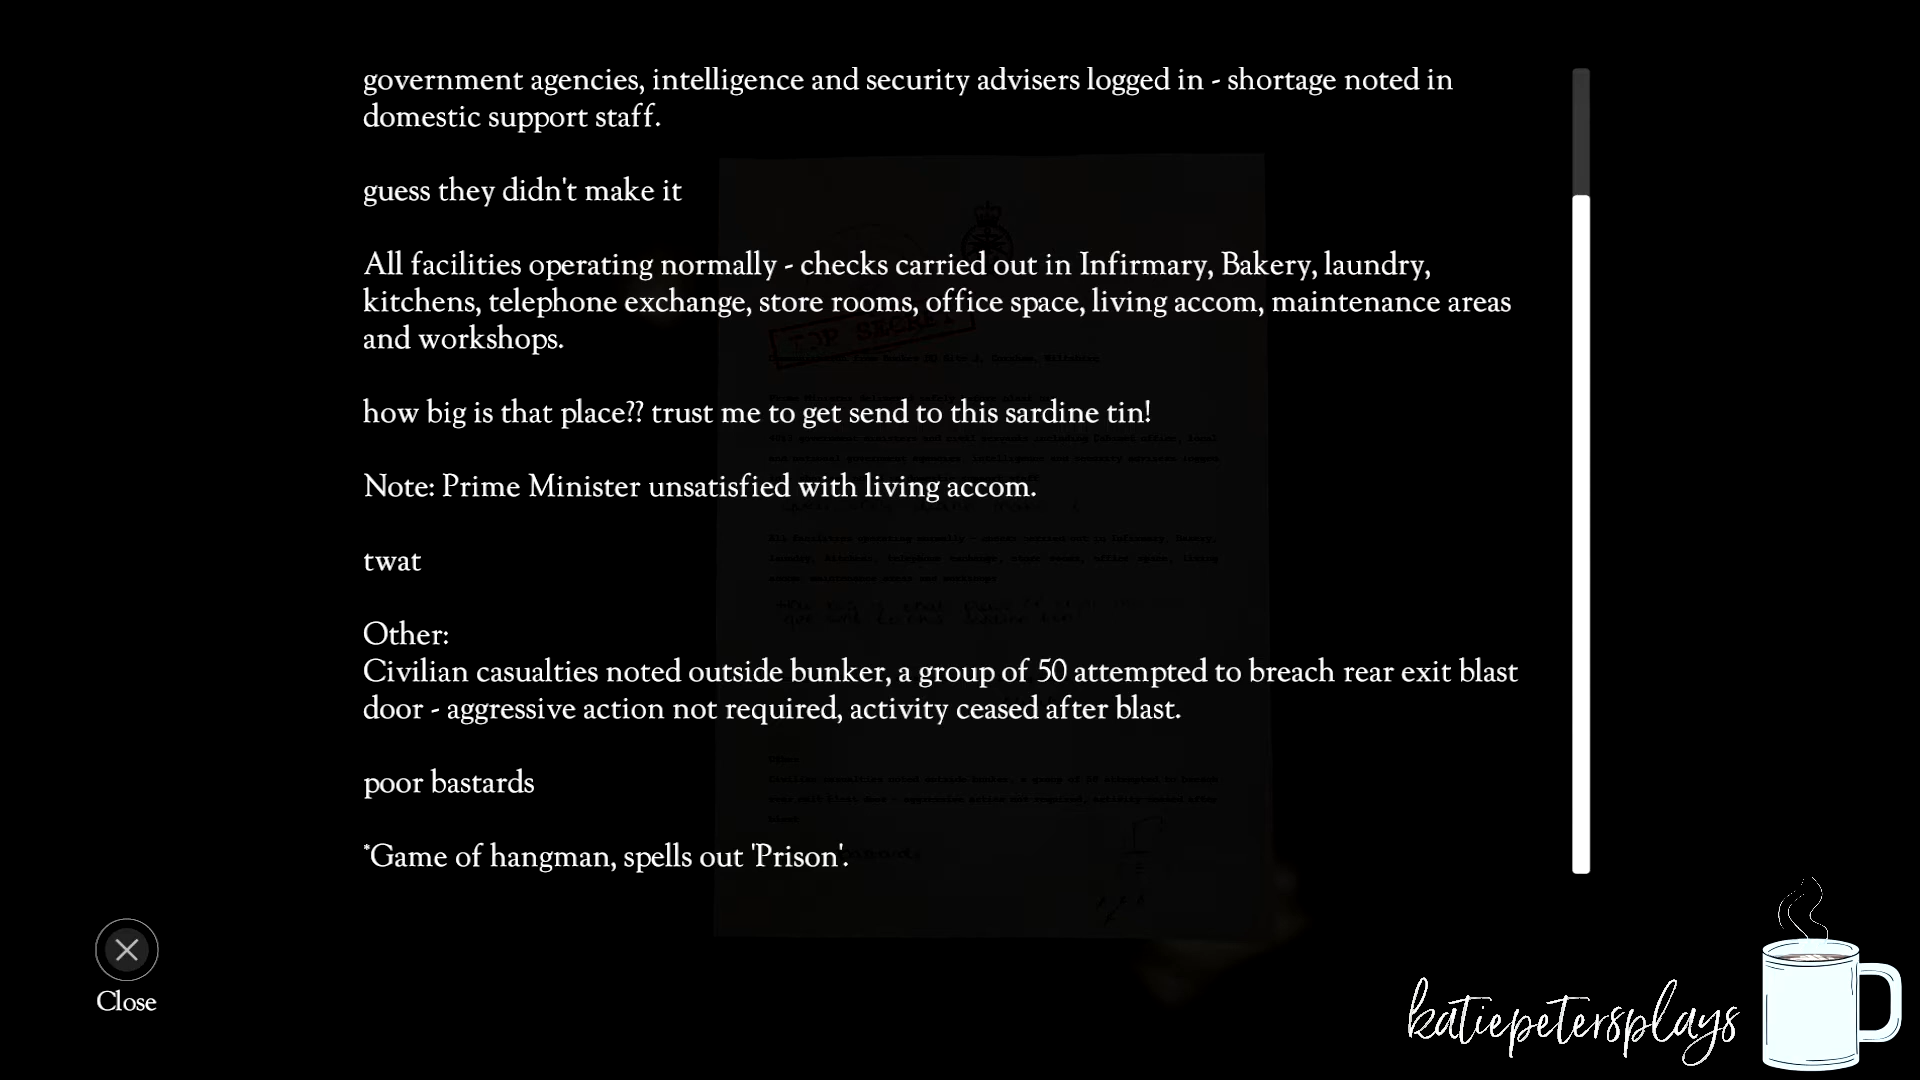 government agencies, intelligence and security advisers logged in - shortage noted in
domestic support staff.
guess they didn't make it
All facilities operating normally - checks carried out in Infirmary, Bakery, laundry,
kitchens, telephone exchange, store rooms, office space, living accom, maintenance areas
and workshops.
TOP SECRET
how big is that place?? trust me to get send to this sardine tin!
Note: Prime Minister unsatisfied with living accom.
twat
Other:
Civilian casualties noted outside bunker, a group of 50 attempted to breach rear exit blast
door - aggressive action not required, activity ceased after blast.
poor bastards
*Game of hangman, spells out 'Prison'.
Close
katiepetersplays